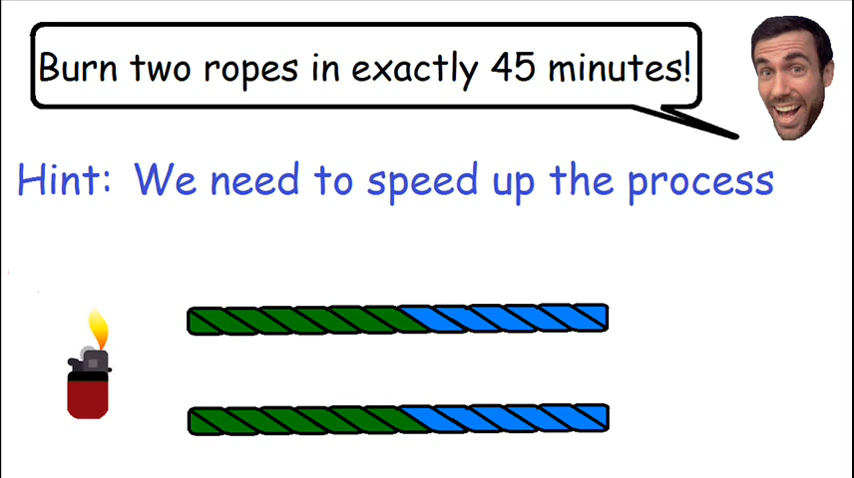 Burn two ropes in exactly 45 minutes!
Hint: We need to speed up the process